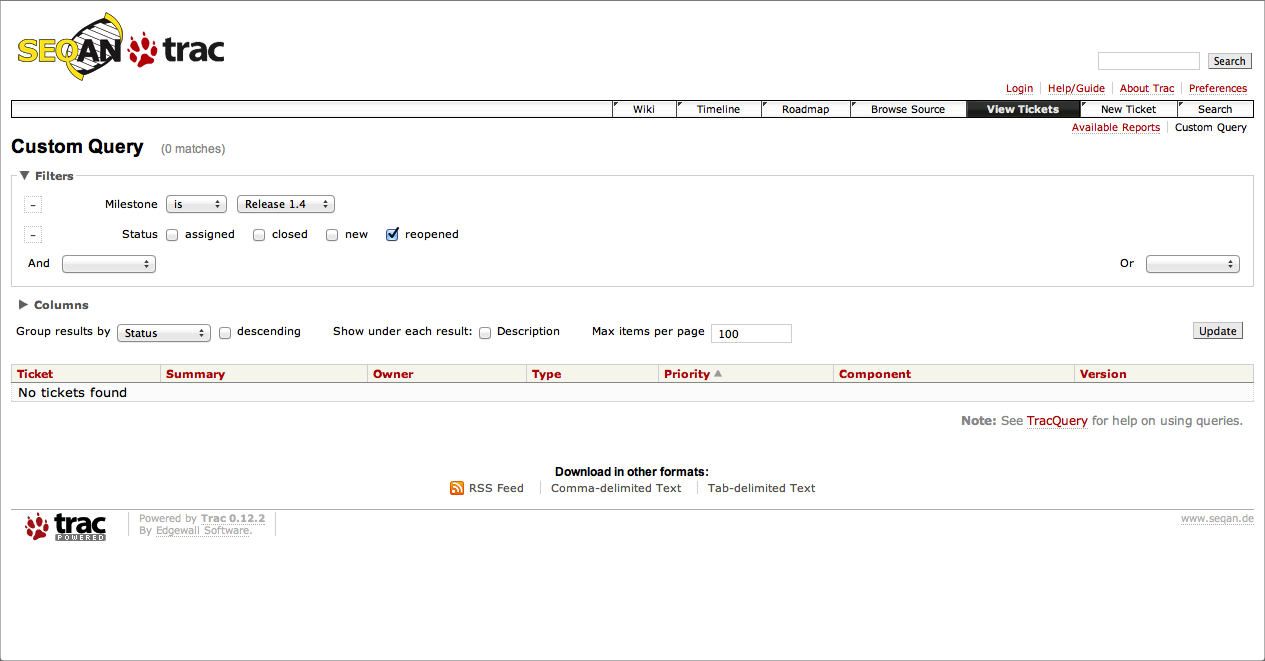 SEQAN trac
Search
Login Help/Guide About Trac Preferences
Wiki Timeline Roadmap Browse Source View Tickets New Ticket Search
Available Reports Custom Query
Custom Query (0 matches)
Filters
- Milestone is Release 1.4
- Status assigned closed new reopened
And Or
Columns
Group results by Status descending Show under each result: Description Max items per page 100 Update
Ticket Summary Owner Type Priority Component Version
No tickets found
Note: See TracQuery for help on using queries.
Download in other formats:
RSS Feed Comma-delimited Text Tab-delimited Text
trac POWERED
Powered by Trac 0.12.2
By Edgewall Software.
www.seqan.de